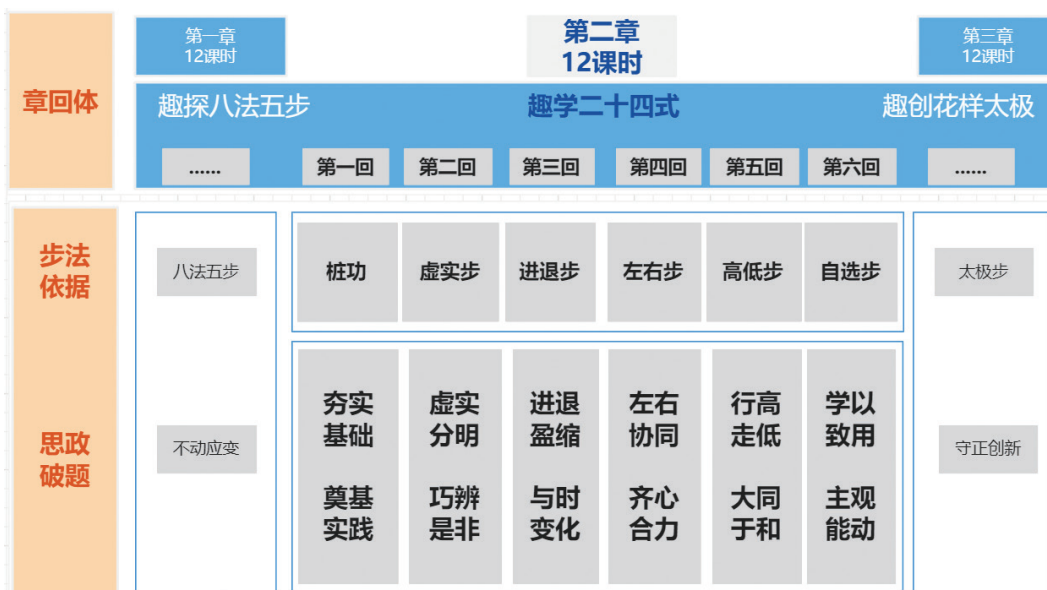 第一章
12课时
第二章
12课时
第三章
12课时
章回体
趣探八法五步
趣学二十四式
趣创花样太极
......
第一回
第二回
第三回
第四回
第五回
第六回
......
步法
依据
八法五步
桩功
虚实步
进退步
左右步
高低步
自选步
太极步
思政
破题
不动应变
夯实
基础
奠基
实践
虚实
分明
巧辨
是非
进退
盈缩
与时
变化
左右
协同
齐心
合力
行高
走低
大同
于和
学以
致用
主观
能动
守正创新